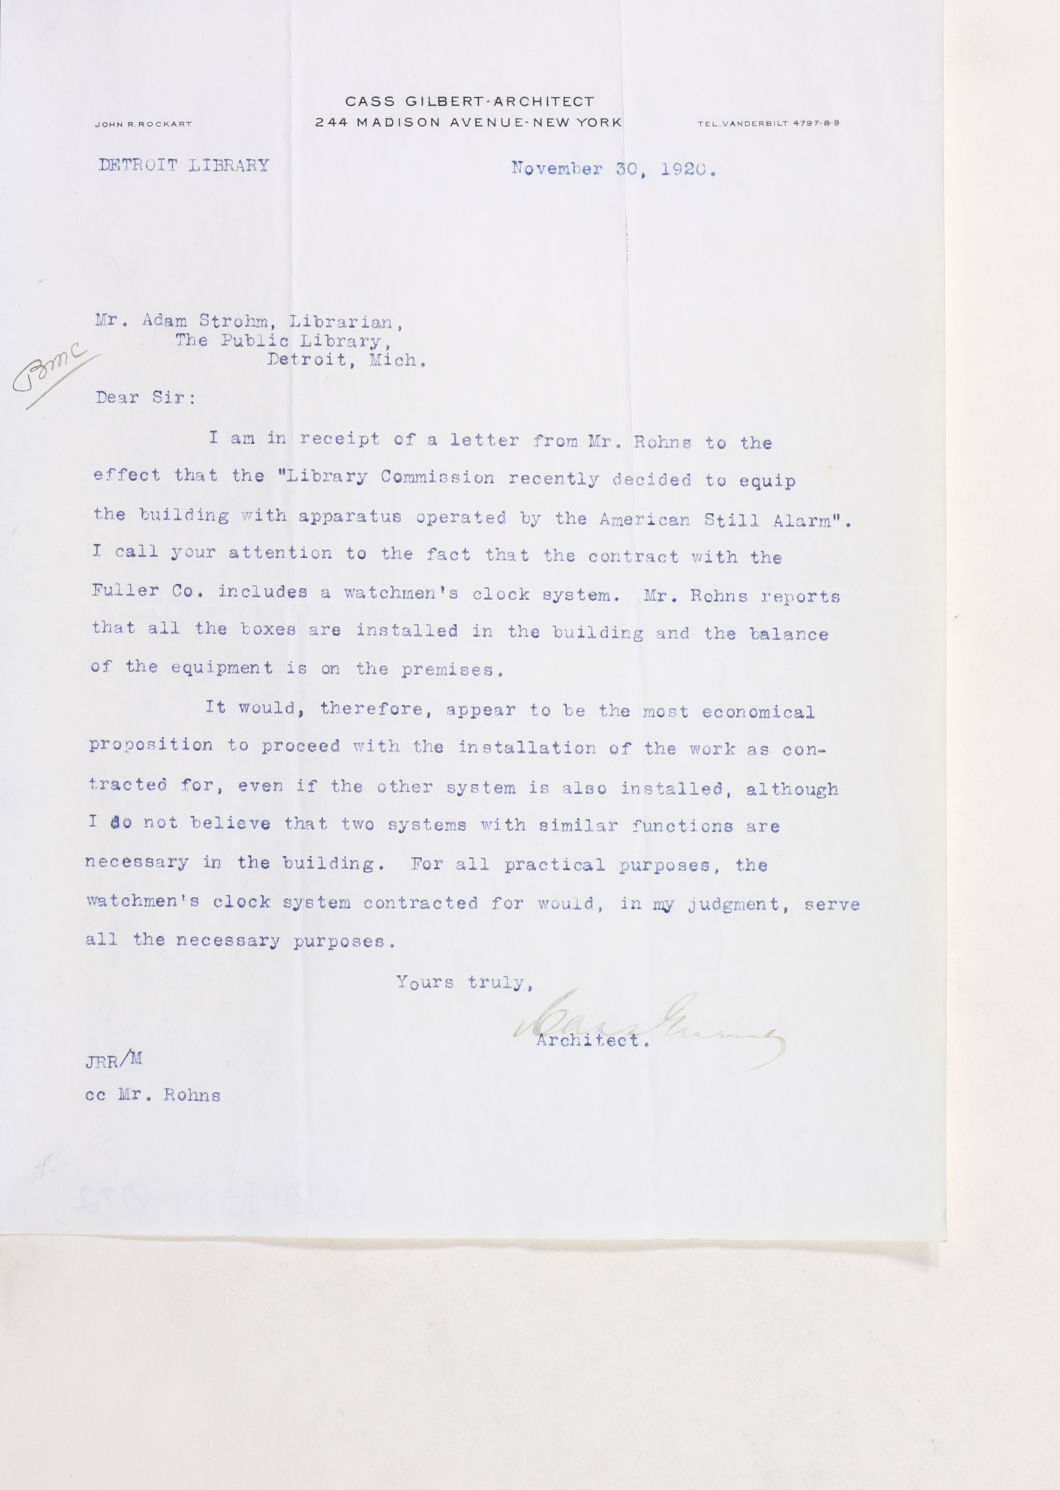 CASS GILBERT-ARCHITECT
JOHN R. ROCKART 244 MADISON AVENUE-NEW YORK TEL. VANDERBILT 4797-8-9
DETROIT LIBRARY November 30, 1920.
Mr. Adam Strohm, Librarian,
The Public Library,
Detroit, Mich.
BMC
Dear Sir:
I am in receipt of a letter from Mr. Rohns to the
effect that the "Library Commission recently decided to equip
the building with apparatus operated by the American Still Alarm".
I call your attention to the fact that the contract with the
Fuller Co. includes a watchmen's clock system. Mr. Rohns reports
that all the boxes are installed in the building and the balance
of the equipment is on the premises.
It would, therefore, appear to be the most economical
proposition to proceed with the installation of the work as con-
tracted for, even if the other system is also installed, although
I do not believe that two systems with similar functions are
necessary in the building. For all practical purposes, the
watchmen's clock system contracted for would, in my judgment, serve
all the necessary purposes.
Yours truly,
Cass Gilbert
Architect.
JRR/M
cc Mr. Rohns